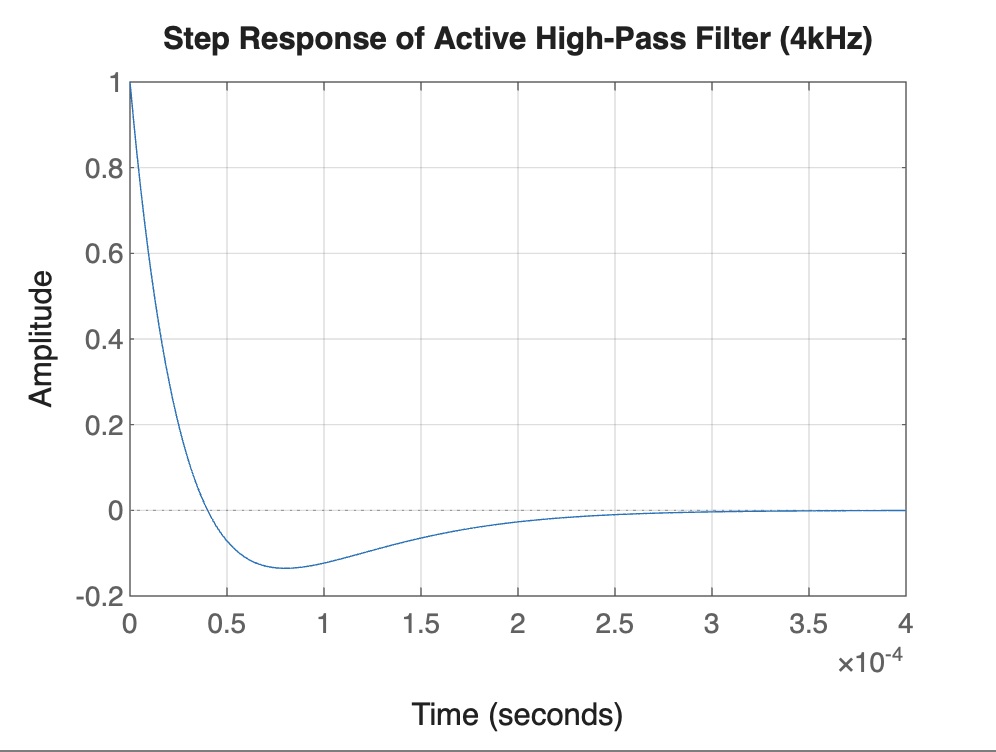 Step Response of Active High-Pass Filter (4kHz)
1
0.8
0.6
0.4
0.2
0
-0.2
Amplitude
0 0.5 1 1.5 2 2.5 3 3.5 4
×10-4
Time (seconds)